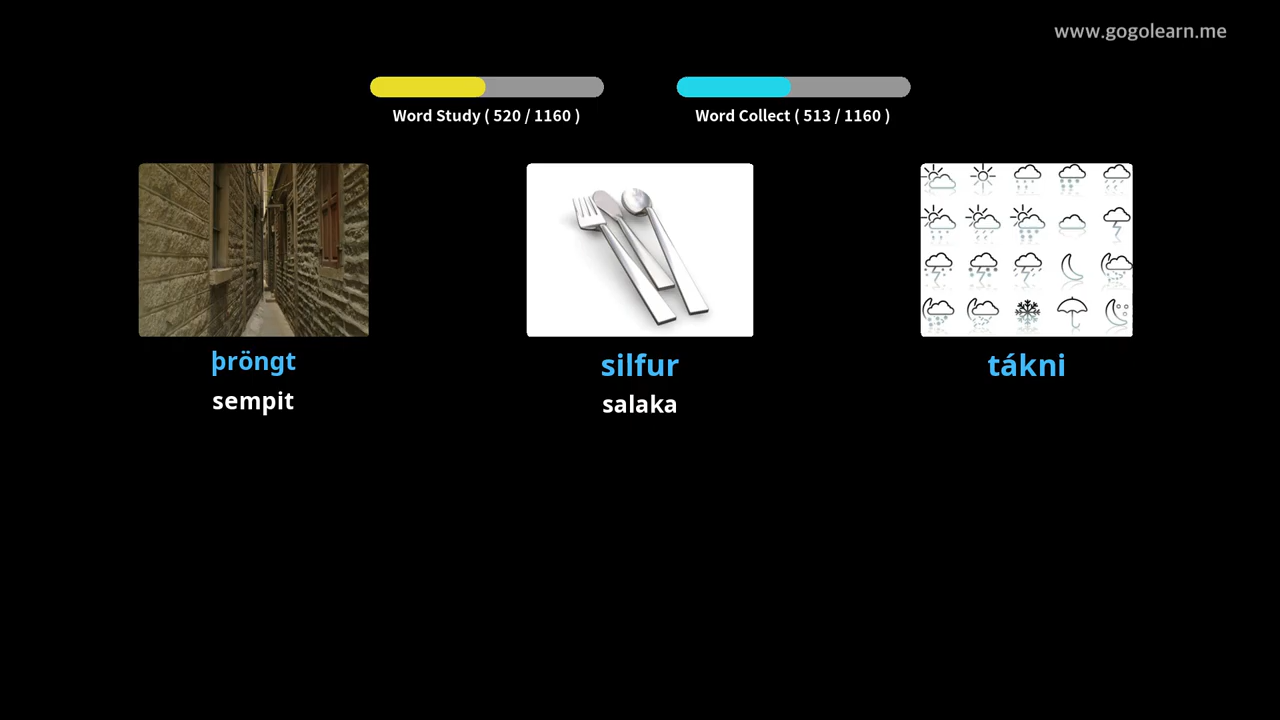 www.gogolearn.me
Word Study ( 520 / 1160 )
Word Collect ( 513 / 1160 )
þröngt
sempit
silfur
salaka
tákni